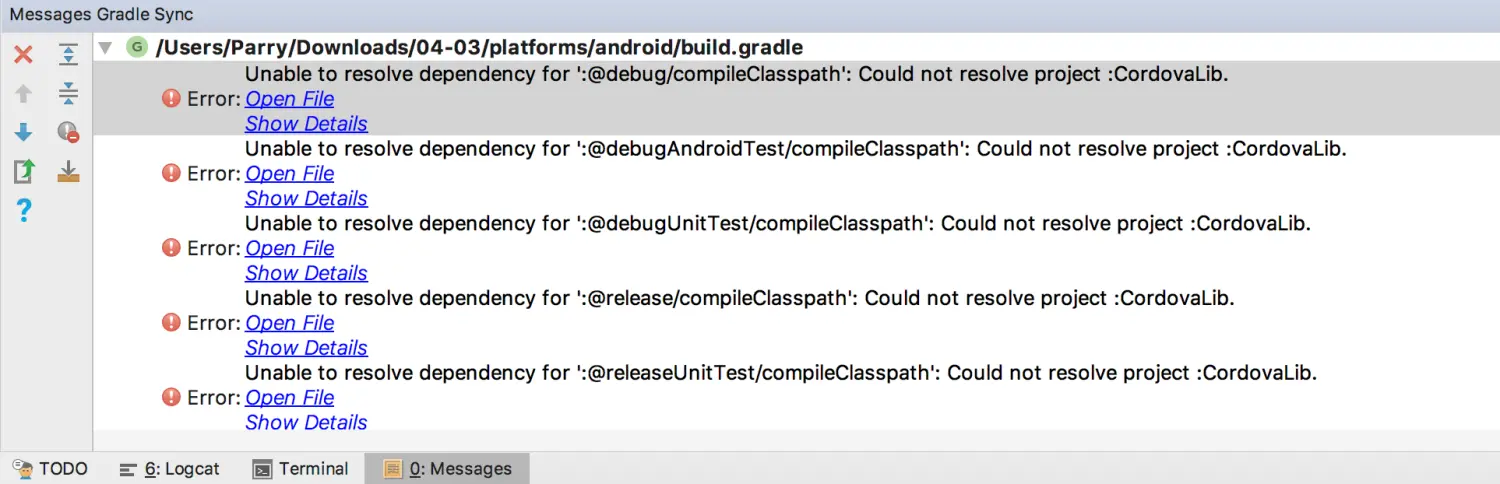 Messages Gradle Sync
G /Users/Parry/Downloads/04-03/platforms/android/build.gradle
Unable to resolve dependency for ':@debug/compileClasspath': Could not resolve project :CordovaLib.
Error: Open File
Show Details
Unable to resolve dependency for ':@debugAndroidTest/compileClasspath': Could not resolve project :CordovaLib.
Error: Open File
Show Details
Unable to resolve dependency for ':@debugUnitTest/compileClasspath': Could not resolve project :CordovaLib.
Error: Open File
Show Details
Unable to resolve dependency for ':@release/compileClasspath': Could not resolve project :CordovaLib.
Error: Open File
Show Details
Unable to resolve dependency for ':@releaseUnitTest/compileClasspath': Could not resolve project :CordovaLib.
Error: Open File
Show Details
TODO 6: Logcat Terminal 0: Messages